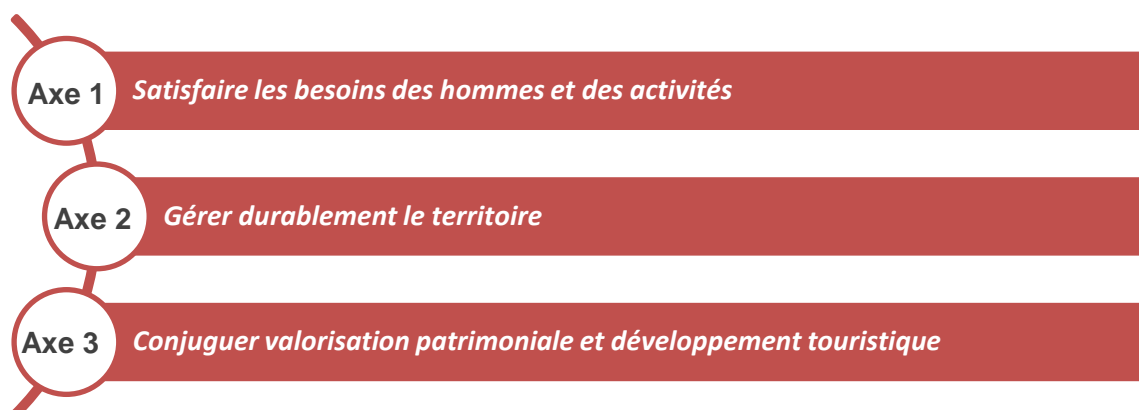 Axe 1 Satisfaire les besoins des hommes et des activités
Axe 2 Gérer durablement le territoire
Axe 3 Conjuguer valorisation patrimoniale et développement touristique